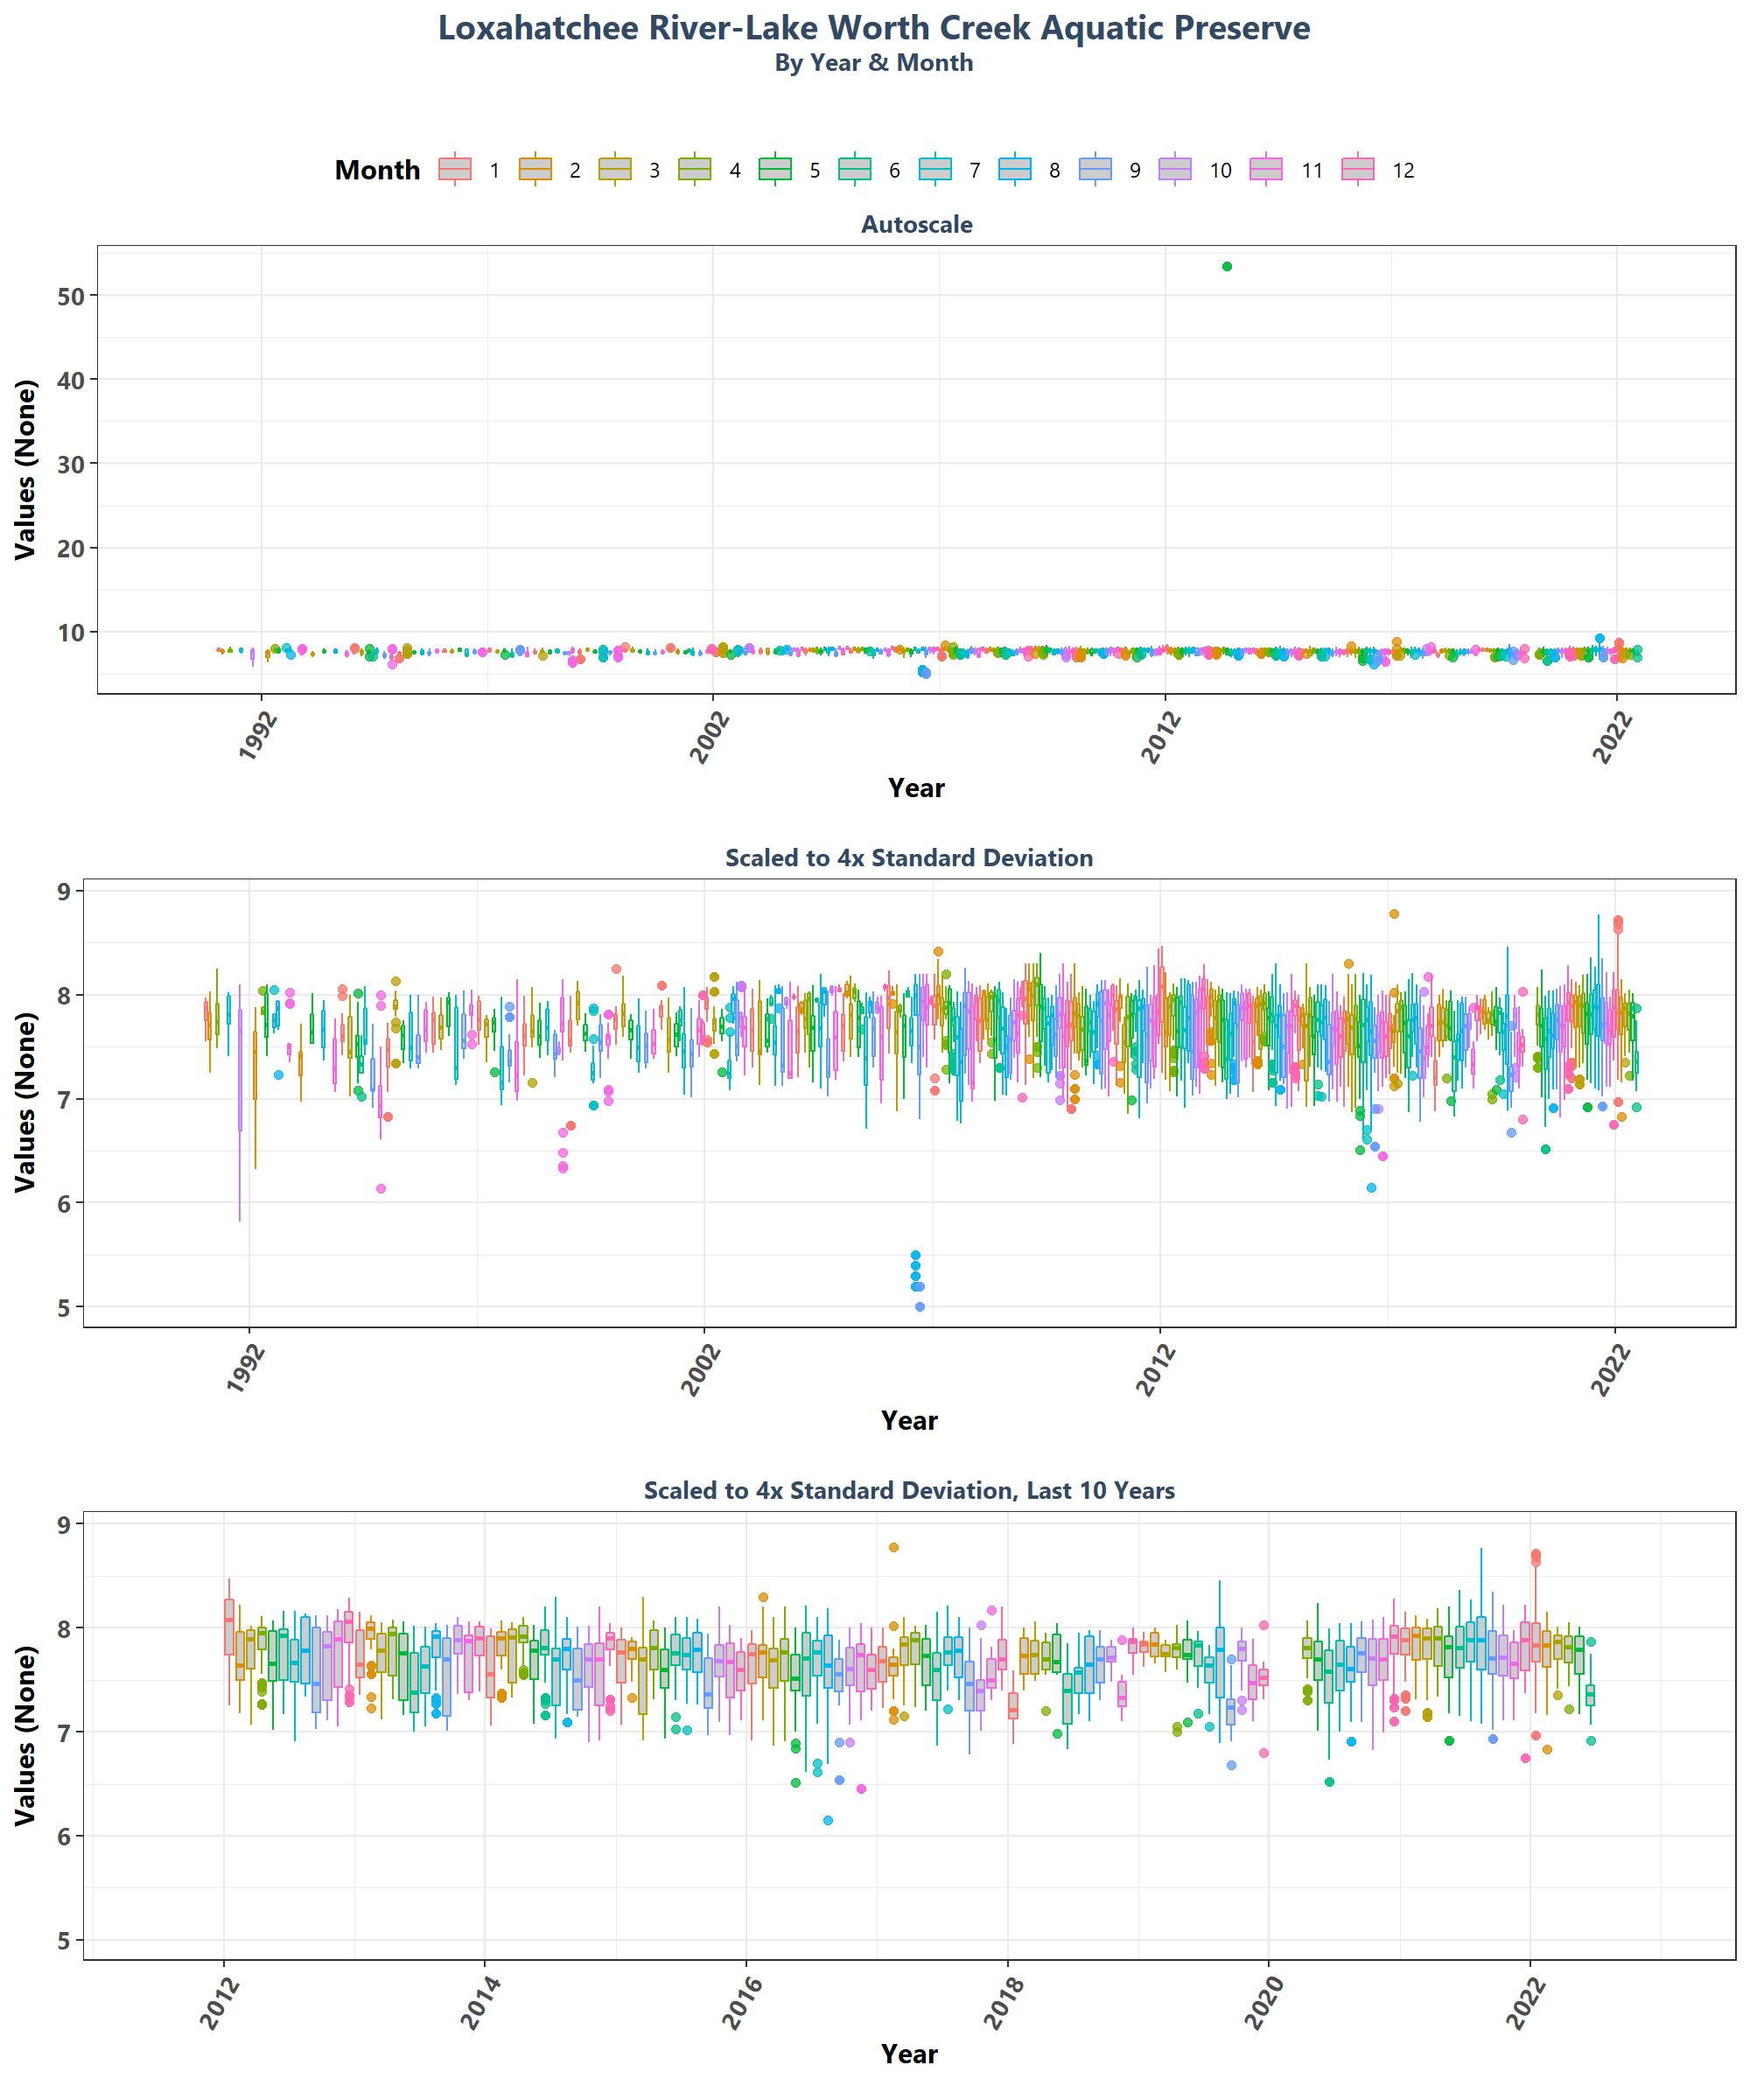 Loxahatchee River-Lake Worth Creek Aquatic Preserve
By Year & Month
Month 1 2 3 4 5 6 7 8 9 10 11 12
Autoscale
Values (None)
50
40
30
20
10
1992 2002 2012 2022
Year
Scaled to 4x Standard Deviation
Values (None)
9
8
7
6
5
1992 2002 2012 2022
Year
Scaled to 4x Standard Deviation, Last 10 Years
Values (None)
9
8
7
6
5
2012 2014 2016 2018 2020 2022
Year